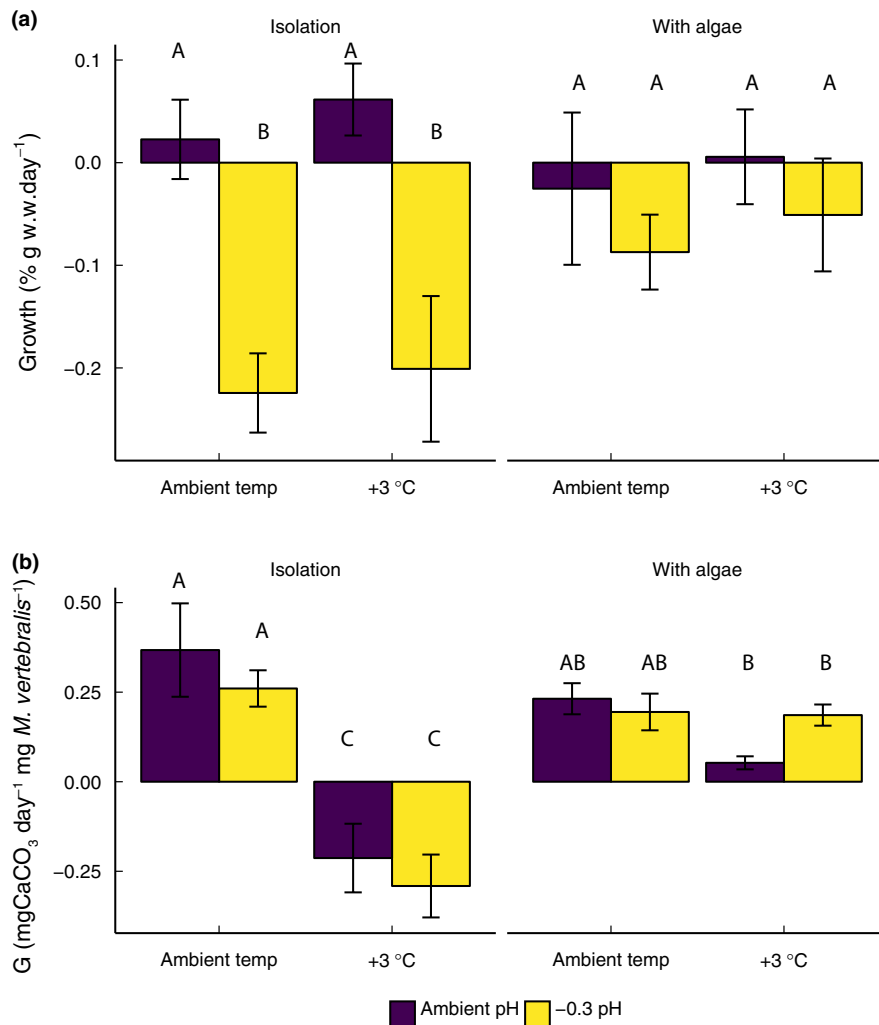 (a)
Isolation
With algae
Growth (% g w.w.day⁻¹)
0.1
0.0
−0.1
−0.2
A
B
A
B
A
A
A
A
Ambient temp
+3 °C
Ambient temp
+3 °C
(b)
Isolation
With algae
G (mgCaCO₃ day⁻¹ mg M. vertebralis⁻¹)
0.50
0.25
0.00
−0.25
A
A
C
C
AB
AB
B
B
Ambient temp
+3 °C
Ambient temp
+3 °C
Ambient pH
−0.3 pH